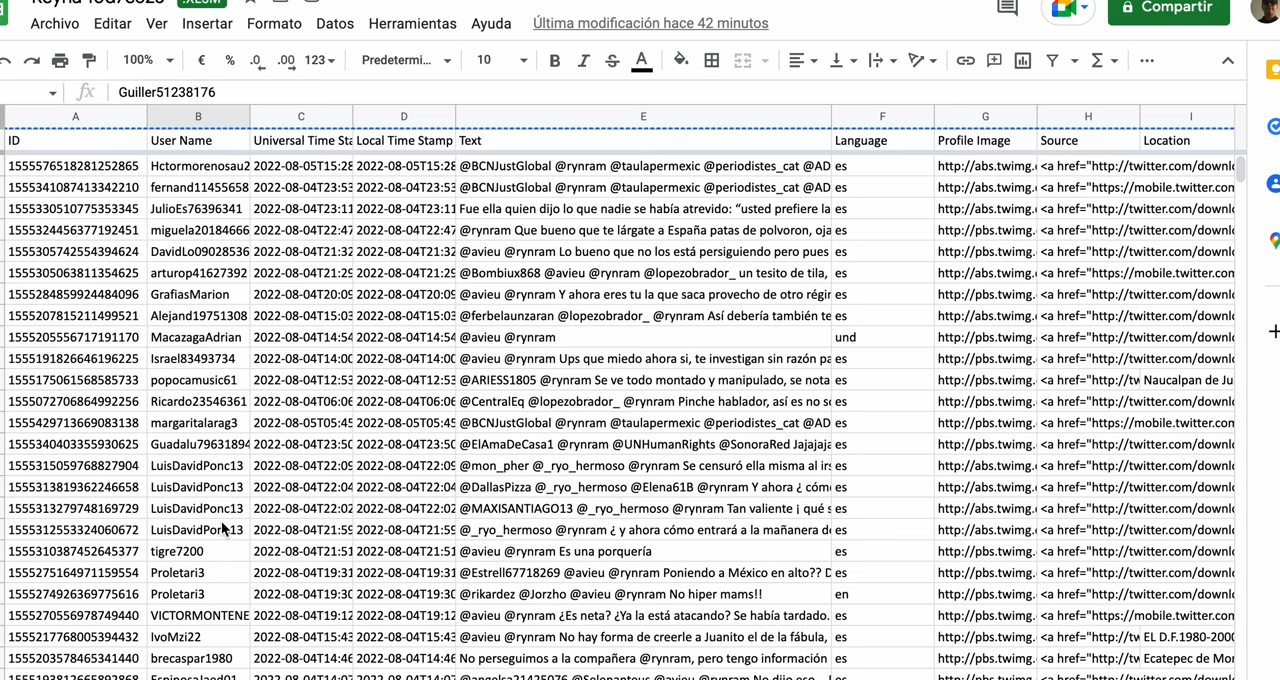 .XLSM
Archivo Editar Ver Insertar Formato Datos Herramientas Ayuda Última modificación hace 42 minutos Compartir
100% € % .0 .00 123 Predetermi... 10 B I S A
fx Guiller51238176
A B C D E F G H I
ID User Name Universal Time Sta Local Time Stamp Text Language Profile Image Source Location
1555576518281252865 Hctormorenosau2 2022-08-05T15:28 2022-08-05T15:28 @BCNJustGlobal @rynram @taulapermexic @periodistes_cat @AD es http://abs.twimg. <a href="http://twitter.com/downlo
1555341087413342210 fernand11455658 2022-08-04T23:53 2022-08-04T23:53 @BCNJustGlobal @rynram @taulapermexic @periodistes_cat @AD es http://abs.twimg. <a href="https://mobile.twitter.com
1555330510775353345 JulioEs76396341 2022-08-04T23:11 2022-08-04T23:11 Fue ella quien dijo lo que nadie se había atrevido: “usted prefiere la es http://abs.twimg. <a href="http://twitter.com/downlo
1555324456377192451 miguela20184666 2022-08-04T22:47 2022-08-04T22:47 @rynram Que bueno que te lárgate a España patas de polvoron, oja es http://abs.twimg. <a href="http://twitter.com/downlo
1555305742554394624 DavidLo09028536 2022-08-04T21:32 2022-08-04T21:32 @avieu @rynram Lo bueno que no los está persiguiendo pero pues es http://abs.twimg. <a href="http://twitter.com/downlo
1555305063811354625 arturop41627392 2022-08-04T21:29 2022-08-04T21:29 @Bombiux868 @avieu @rynram @lopezobrador_ un tesito de tila, es http://abs.twimg. <a href="https://mobile.twitter.com
1555284859924484096 GrafiasMarion 2022-08-04T20:09 2022-08-04T20:09 @avieu @rynram Y ahora eres tu la que saca provecho de otro régir es http://abs.twimg. <a href="http://twitter.com/downlo
1555207815211499521 Alejand19751308 2022-08-04T15:03 2022-08-04T15:03 @ferbelaunzaran @lopezobrador_ @rynram Así debería también te es http://abs.twimg. <a href="http://twitter.com/downlo
1555205556717191170 MacazagaAdrian 2022-08-04T14:54 2022-08-04T14:54 @avieu @rynram und http://abs.twimg. <a href="http://twitter.com/downlo
1555191826646196225 Israel83493734 2022-08-04T14:00 2022-08-04T14:00 @avieu @rynram Ups que miedo ahora si, te investigan sin razón pa es http://abs.twimg. <a href="http://twitter.com/downlo
1555175061568585733 popocamusic61 2022-08-04T12:53 2022-08-04T12:53 @ARIESS1805 @rynram Se ve todo montado y manipulado, se nota es http://pbs.twimg. <a href="http://tw Naucalpan de Ju
1555072706864992256 Ricardo23546361 2022-08-04T06:06 2022-08-04T06:06 @CentralEq @lopezobrador_ @rynram Pinche hablador, así es no se es http://abs.twimg. <a href="http://twitter.com/downlo
1555429713669083138 margaritalarag3 2022-08-05T05:45 2022-08-05T05:45 @BCNJustGlobal @rynram @taulapermexic @periodistes_cat @AD es http://pbs.twimg. <a href="https://mobile.twitter.com
1555340403355930625 Guadalu79631894 2022-08-04T23:50 2022-08-04T23:50 @ElAmaDeCasa1 @rynram @UNHumanRights @SonoraRed Jajajaja es http://abs.twimg. <a href="http://twitter.com/downlo
1555315059768827904 LuisDavidPonc13 2022-08-04T22:09 2022-08-04T22:09 @mon_pher @_ryo_hermoso @rynram Se censuró ella misma al irs es http://pbs.twimg. <a href="http://twitter.com/downlo
1555313819362246658 LuisDavidPonc13 2022-08-04T22:04 2022-08-04T22:04 @DallasPizza @_ryo_hermoso @Elena61B @rynram Y ahora ¿ cóm es http://pbs.twimg. <a href="http://twitter.com/downlo
1555313279748169729 LuisDavidPonc13 2022-08-04T22:02 2022-08-04T22:02 @MAXISANTIAGO13 @_ryo_hermoso @rynram Tan valiente ¡ qué s es http://pbs.twimg. <a href="http://twitter.com/downlo
1555312553324060672 LuisDavidPonc13 2022-08-04T21:59 2022-08-04T21:59 @_ryo_hermoso @rynram ¿ y ahora cómo entrará a la mañanera de es http://pbs.twimg. <a href="http://twitter.com/downlo
1555310387452645377 tigre7200 2022-08-04T21:51 2022-08-04T21:51 @avieu @rynram Es una porquería es http://pbs.twimg. <a href="http://twitter.com/downlo
1555275164971159554 Proletari3 2022-08-04T19:31 2022-08-04T19:31 @Estrell67718269 @avieu @rynram Poniendo a México en alto?? D es http://pbs.twimg. <a href="http://twitter.com/downlo
1555274926369775616 Proletari3 2022-08-04T19:30 2022-08-04T19:30 @rikardez @Jorzho @avieu @rynram No hiper mams!! en http://pbs.twimg. <a href="http://twitter.com/downlo
1555270556978749440 VICTORMONTENE 2022-08-04T19:12 2022-08-04T19:12 @avieu @rynram ¿Es neta? ¿Ya la está atacando? Se había tardado. es http://pbs.twimg. <a href="https://mobile.twitter.com
1555217768005394432 IvoMzi22 2022-08-04T15:43 2022-08-04T15:43 @avieu @rynram No hay forma de creerle a Juanito el de la fábula, es http://pbs.twimg. <a href="http://tw EL D.F.1980-2000
1555203578465341440 brecaspar1980 2022-08-04T14:46 2022-08-04T14:46 No perseguimos a la compañera @rynram, pero tengo información es http://pbs.twimg. <a href="http://tw Ecatepec de Mor